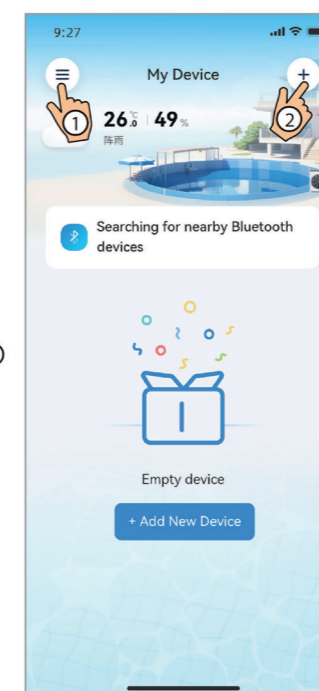 9:27
My Device
+
1
2
26.0 ℃ | 49 %
阵雨
Searching for nearby Bluetooth
devices
Empty device
+ Add New Device